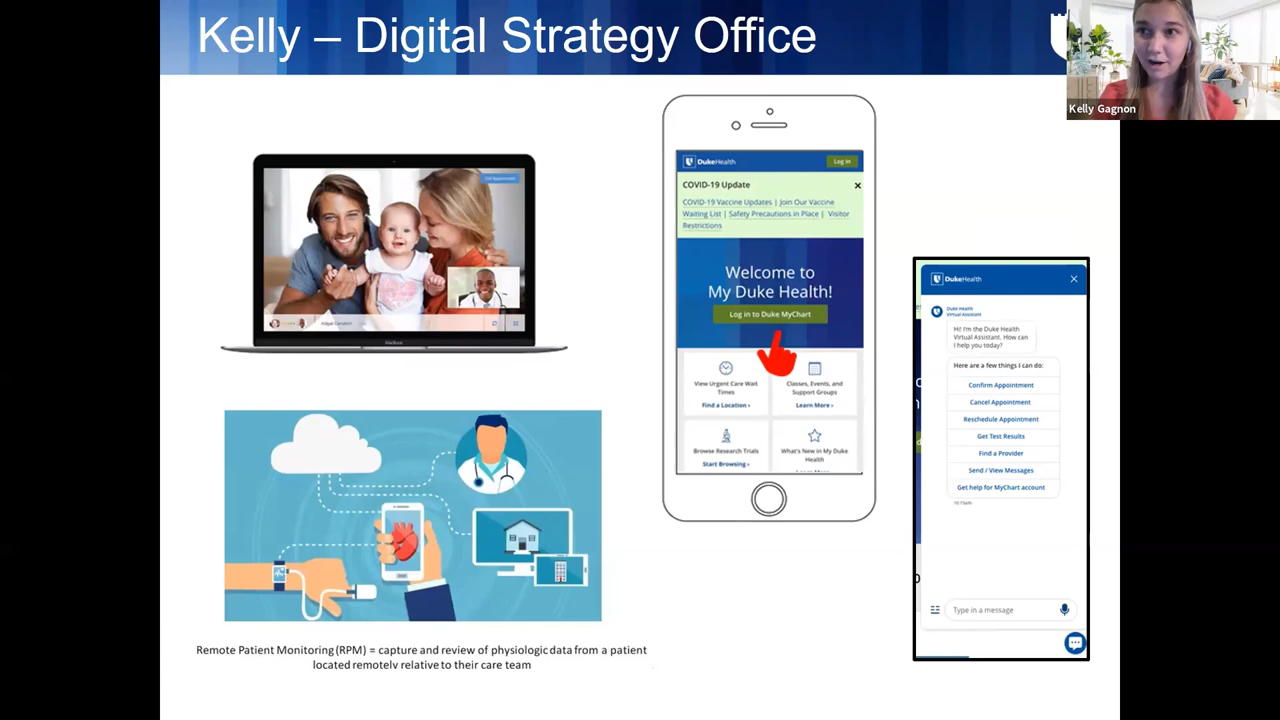 Kelly – Digital Strategy Office
Kelly Gagnon
DukeHealth
Log in
COVID-19 Update
COVID-19 Vaccine Updates | Join Our Vaccine
Waiting List | Safety Precautions in Place | Visitor
Restrictions
Welcome to
My Duke Health!
Log in to Duke MyChart
View Urgent Care Wait
Times
Find a Location ›
Classes, Events, and
Support Groups
Learn More ›
Browse Research Trials
Start Browsing ›
What's New in My Duke
Health
DukeHealth
Duke Health
Virtual Assistant
Hi! I'm the Duke Health
Virtual Assistant. How can
I help you today?
Here are a few things I can do:
Confirm Appointment
Cancel Appointment
Reschedule Appointment
Get Test Results
Find a Provider
Send / View Messages
Get help for MyChart account
Type in a message
Remote Patient Monitoring (RPM) = capture and review of physiologic data from a patient
located remotely relative to their care team